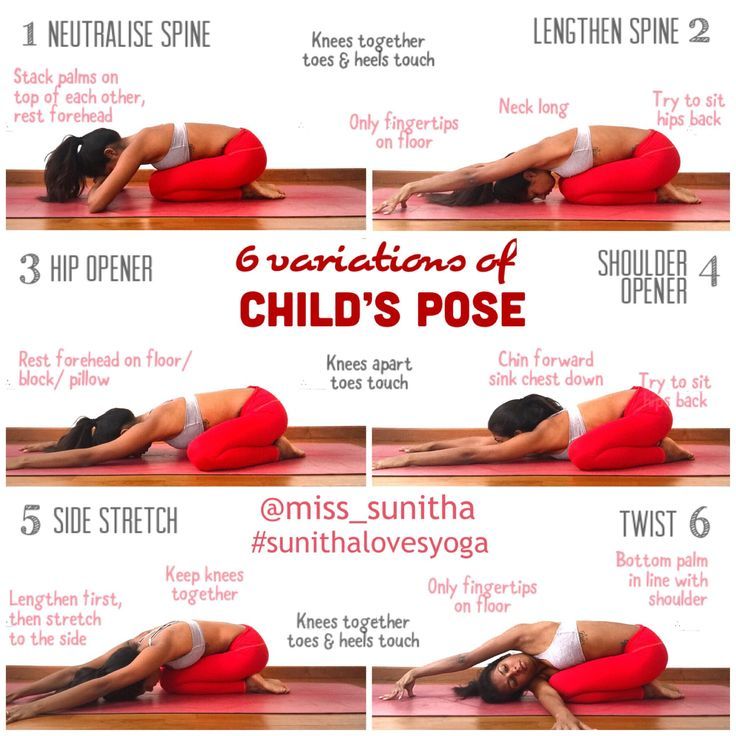 1 NEUTRALISE SPINE
Knees together
toes & heels touch
LENGTHEN SPINE 2
Stack palms on
top of each other,
rest forehead
Only fingertips
on floor
Neck long
Try to sit
hips back
6 variations of
CHILD'S POSE
3 HIP OPENER
SHOULDER
OPENER 4
Rest forehead on floor/
block/ pillow
Knees apart
toes touch
Chin forward
sink chest down
Try to sit
hips back
@miss_sunitha
#sunithalovesyoga
5 SIDE STRETCH
TWIST 6
Lengthen first,
then stretch
to the side
Keep knees
together
Knees together
toes & heels touch
Only fingertips
on floor
Bottom palm
in line with
shoulder